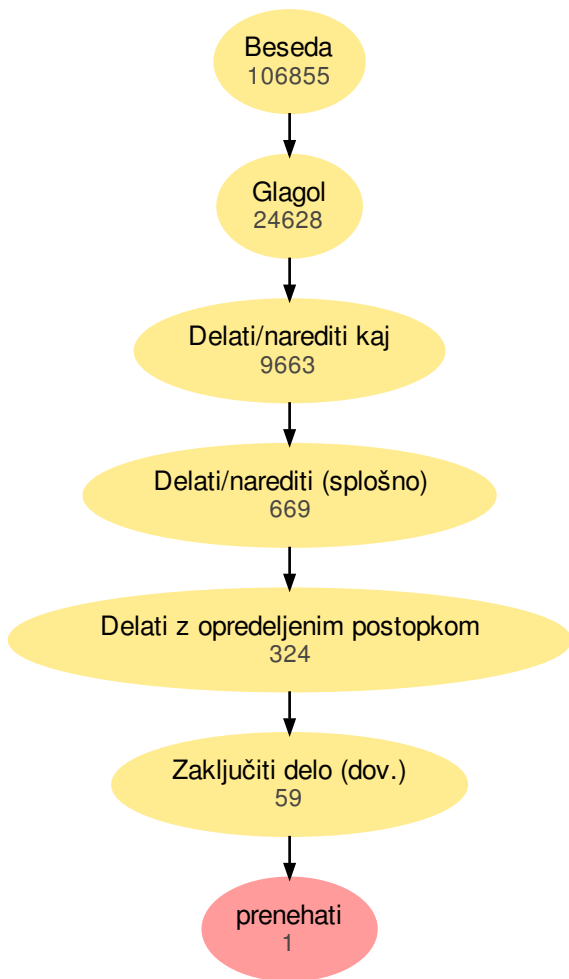 Beseda
106855
Glagol
24628
Delati/narediti kaj
9663
Delati/narediti (splošno)
669
Delati z opredeljenim postopkom
324
Zaključiti delo (dov.)
59
prenehati
1